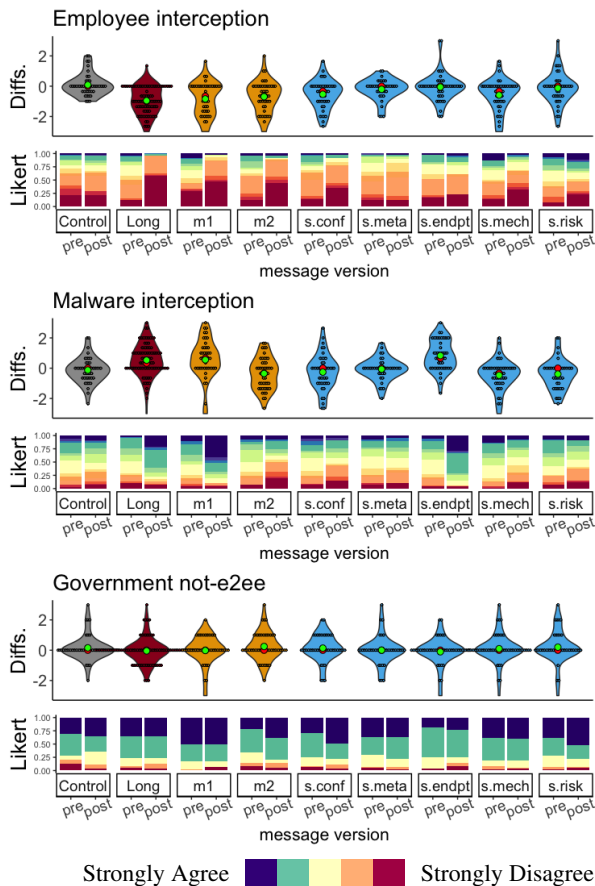 Employee interception
Diffs.
2
0
-2
Likert
1.00
0.75
0.50
0.25
0.00
Control Long m1 m2 s.conf s.meta s.endpt s.mech s.risk
pre post pre post pre post pre post pre post pre post pre post pre post pre post
message version
Malware interception
Diffs.
2
0
-2
Likert
1.00
0.75
0.50
0.25
0.00
Control Long m1 m2 s.conf s.meta s.endpt s.mech s.risk
pre post pre post pre post pre post pre post pre post pre post pre post pre post
message version
Government not-e2ee
Diffs.
2
0
-2
Likert
1.00
0.75
0.50
0.25
0.00
Control Long m1 m2 s.conf s.meta s.endpt s.mech s.risk
pre post pre post pre post pre post pre post pre post pre post pre post pre post
message version
Strongly Agree Strongly Disagree